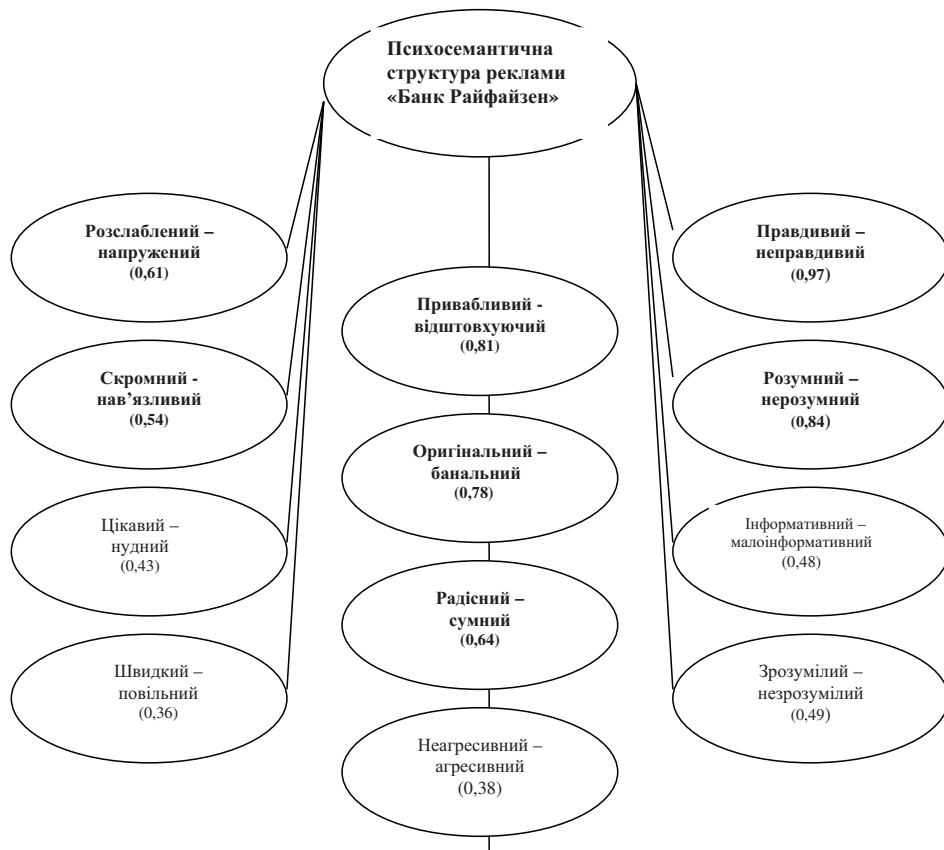 Психосемантична
структура реклами
«Банк Райфайзен»
Розслаблений –
напружений
(0,61)
Скромний -
нав’язливий
(0,54)
Цікавий –
нудний
(0,43)
Швидкий –
повільний
(0,36)
Привабливий -
відштовхуючий
(0,81)
Оригінальний –
банальний
(0,78)
Радісний –
сумний
(0,64)
Неагресивний –
агресивний
(0,38)
Правдивий –
неправдивий
(0,97)
Розумний –
нерозумний
(0,84)
Інформативний –
малоінформативний
(0,48)
Зрозумілий –
незрозумілий
(0,49)